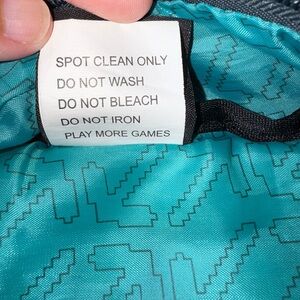 SPOT CLEAN ONLY
DO NOT WASH
DO NOT BLEACH
DO NOT IRON
PLAY MORE GAMES